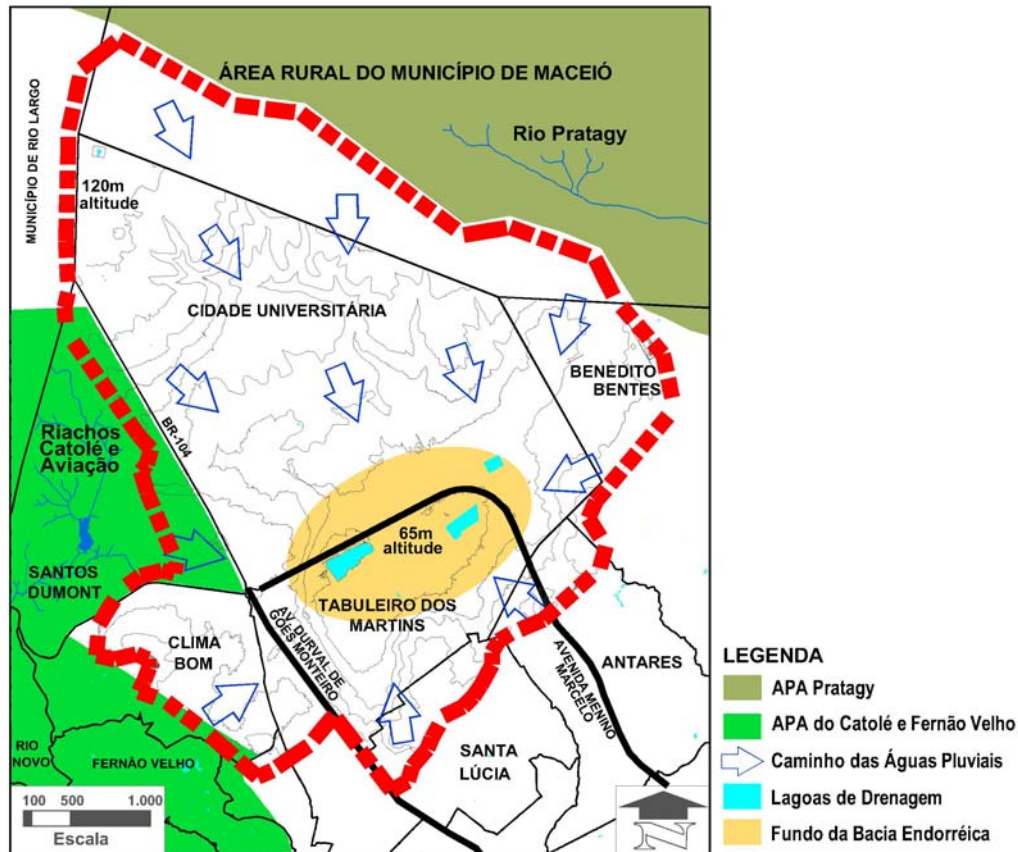 ÁREA RURAL DO MUNICÍPIO DE MACEIÓ
MUNICÍPIO DE RIO LARGO
Rio Pratagy
120m
altitude
CIDADE UNIVERSITÁRIA
BENEDITO
BENTES
BR-104
Riachos
Catolé e
Aviação
65m
altitude
SANTOS
DUMONT
TABULEIRO DOS
MARTINS
CLIMA
BOM
AV. DURVAL DE
GOÉS MONTEIRO
AVENIDA MENINO
MARCELO
ANTARES
RIO
NOVO
FERNÃO VELHO
SANTA
LÚCIA
100 500 1.000
Escala
N
LEGENDA
APA Pratagy
APA do Catolé e Fernão Velho
Caminho das Águas Pluviais
Lagoas de Drenagem
Fundo da Bacia Endorréica